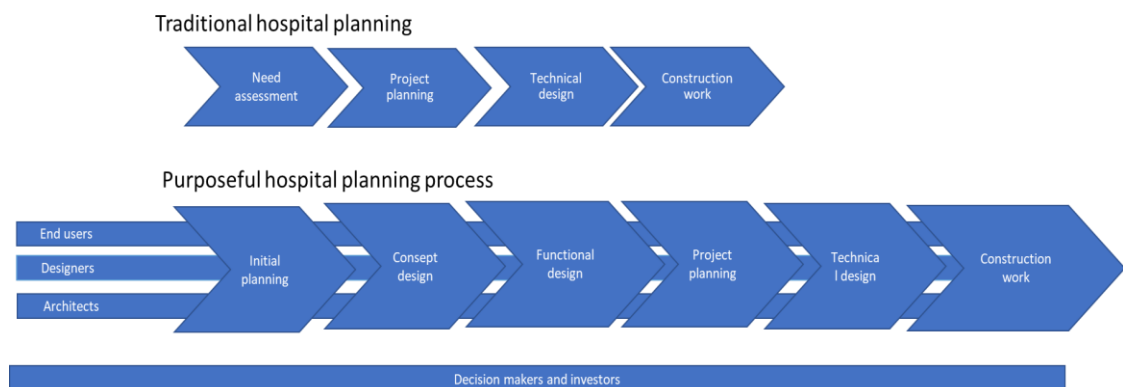 Traditional hospital planning
Need
assessment
Project
planning
Technical
design
Construction
work
Purposeful hospital planning process
End users
Designers
Architects
Initial
planning
Consept
design
Functional
design
Project
planning
Technica
l design
Construction
work
Decision makers and investors